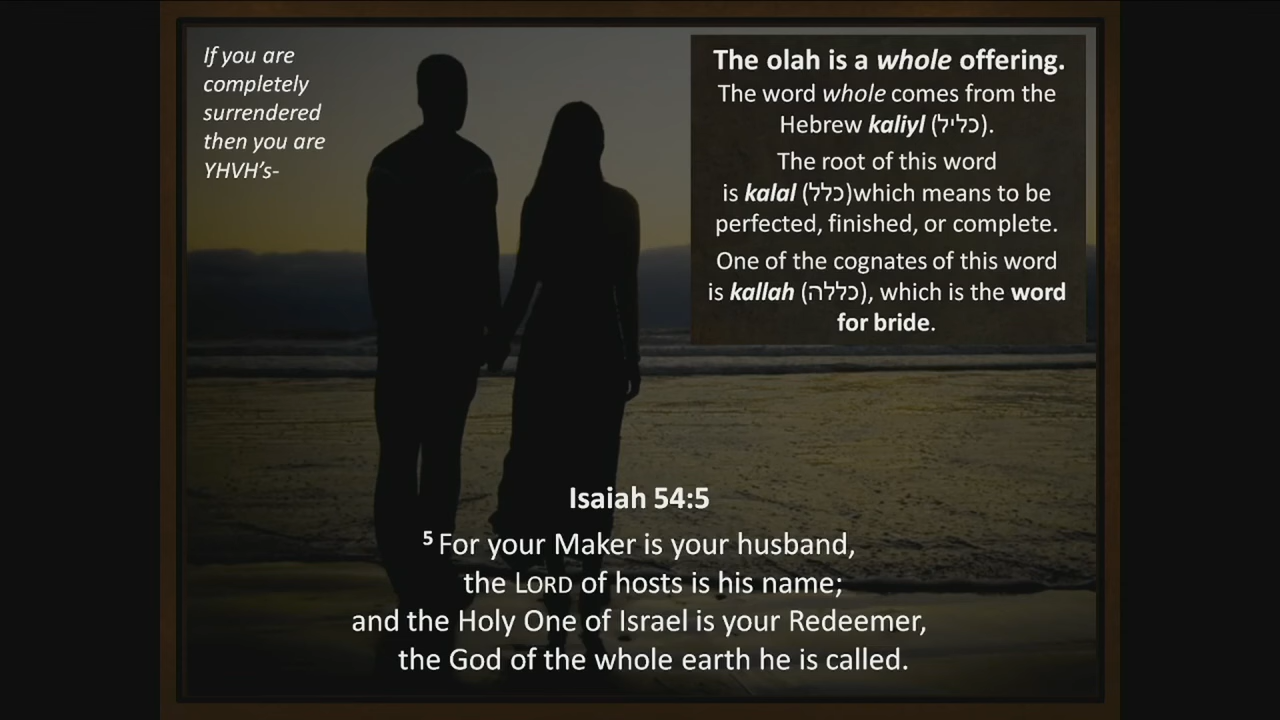 If you are
completely
surrendered
then you are
YHVH's-
The olah is a whole offering.
The word whole comes from the
Hebrew kaliyl (כליל).
The root of this word
is kalal (כלל)which means to be
perfected, finished, or complete.
One of the cognates of this word
is kallah (כללה), which is the word
for bride.
Isaiah 54:5
5 For your Maker is your husband,
the LORD of hosts is his name;
and the Holy One of Israel is your Redeemer,
the God of the whole earth he is called.